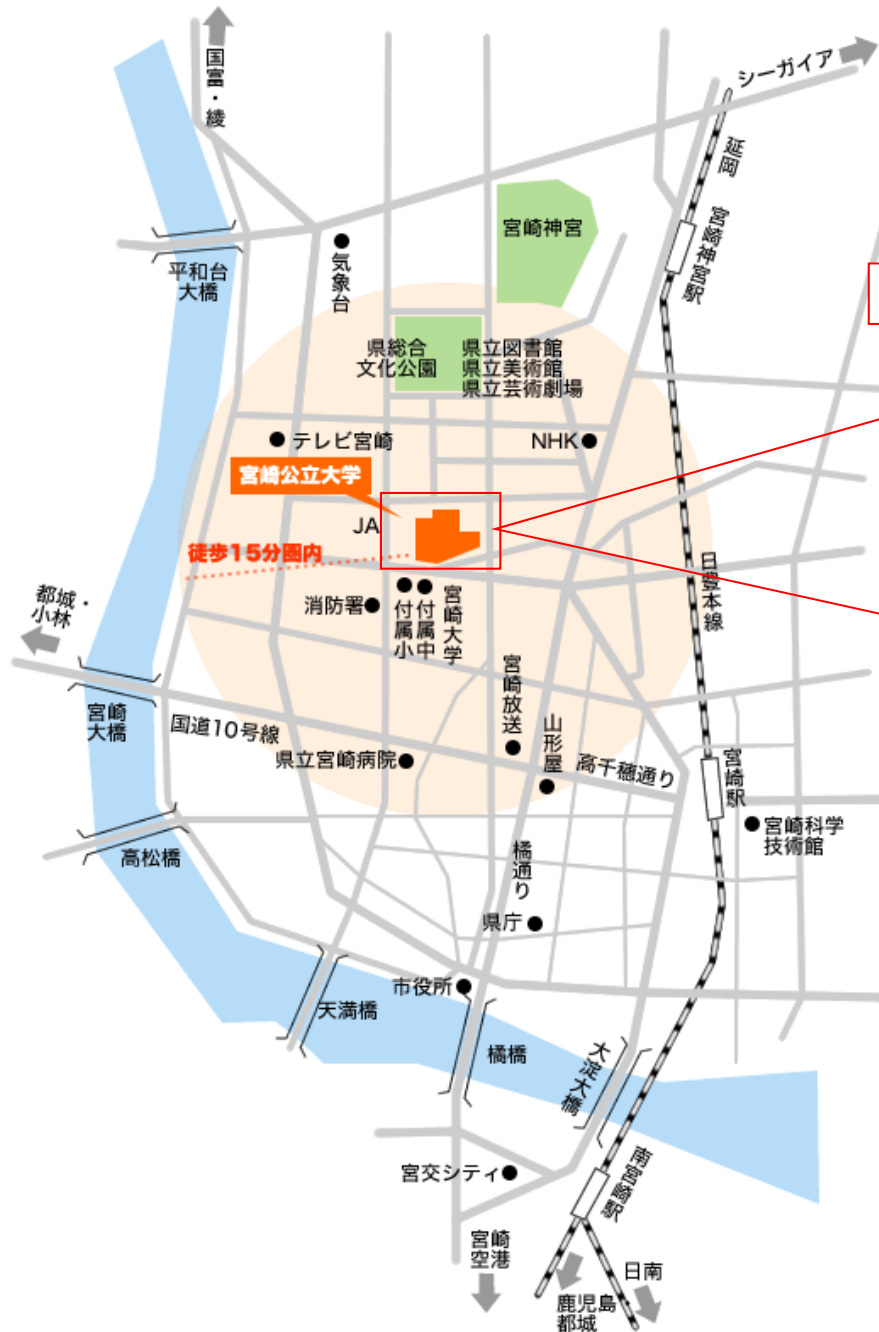 国富・綾
シーガイア
延岡
宮崎神宮
宮崎神宮駅
気象台
平和台
大橋
県総合
文化公園
県立図書館
県立美術館
県立芸術劇場
テレビ宮崎
NHK
宮崎公立大学
JA
徒歩15分圏内
日豊本線
都城・
小林
消防署
付属小
付属中
宮崎大学
宮崎放送
山形屋
宮崎
大橋
国道10号線
県立宮崎病院
高千穂通り
宮崎駅
宮崎科学
技術館
高松橋
橘通り
県庁
市役所
天満橋
橘橋
大淀大橋
宮交シティ
南宮崎駅
宮崎
空港
日南
鹿児島
都城